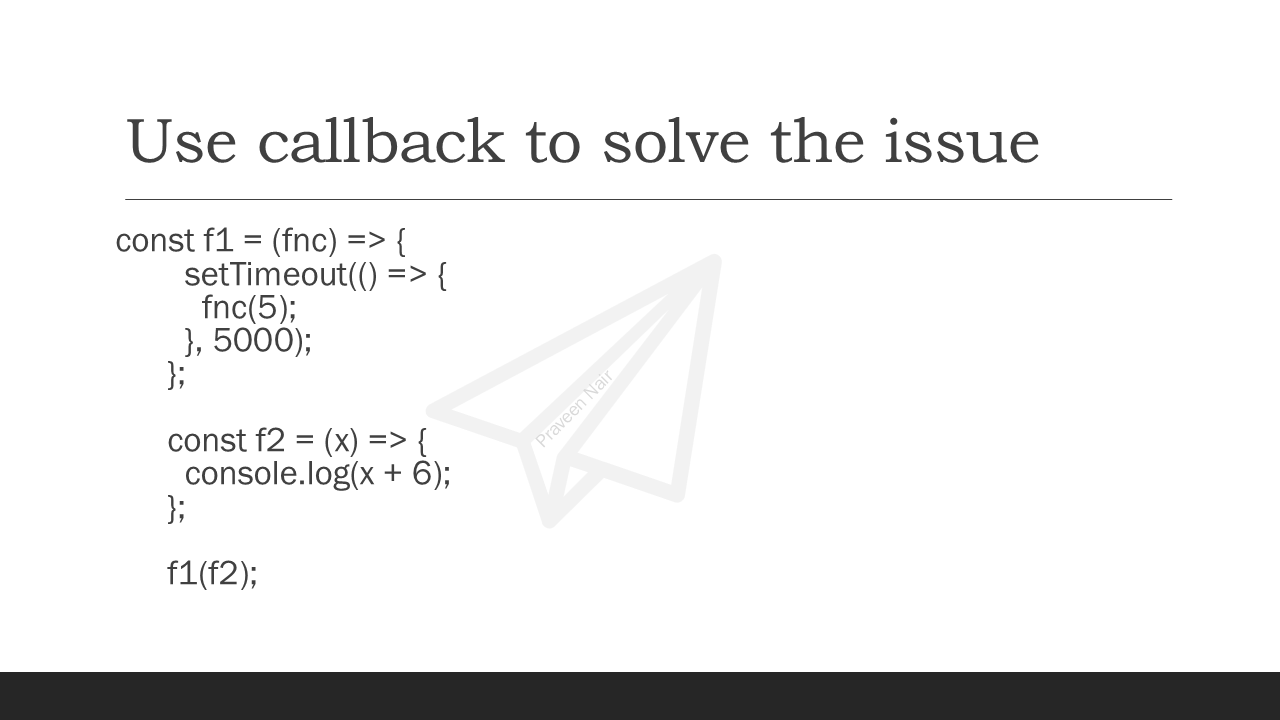 Use callback to solve the issue
const f1 = (fnc) => {
setTimeout(() => {
fnc(5);
}, 5000);
};
const f2 = (x) => {
console.log(x + 6);
};
f1(f2);
Praveen Nair